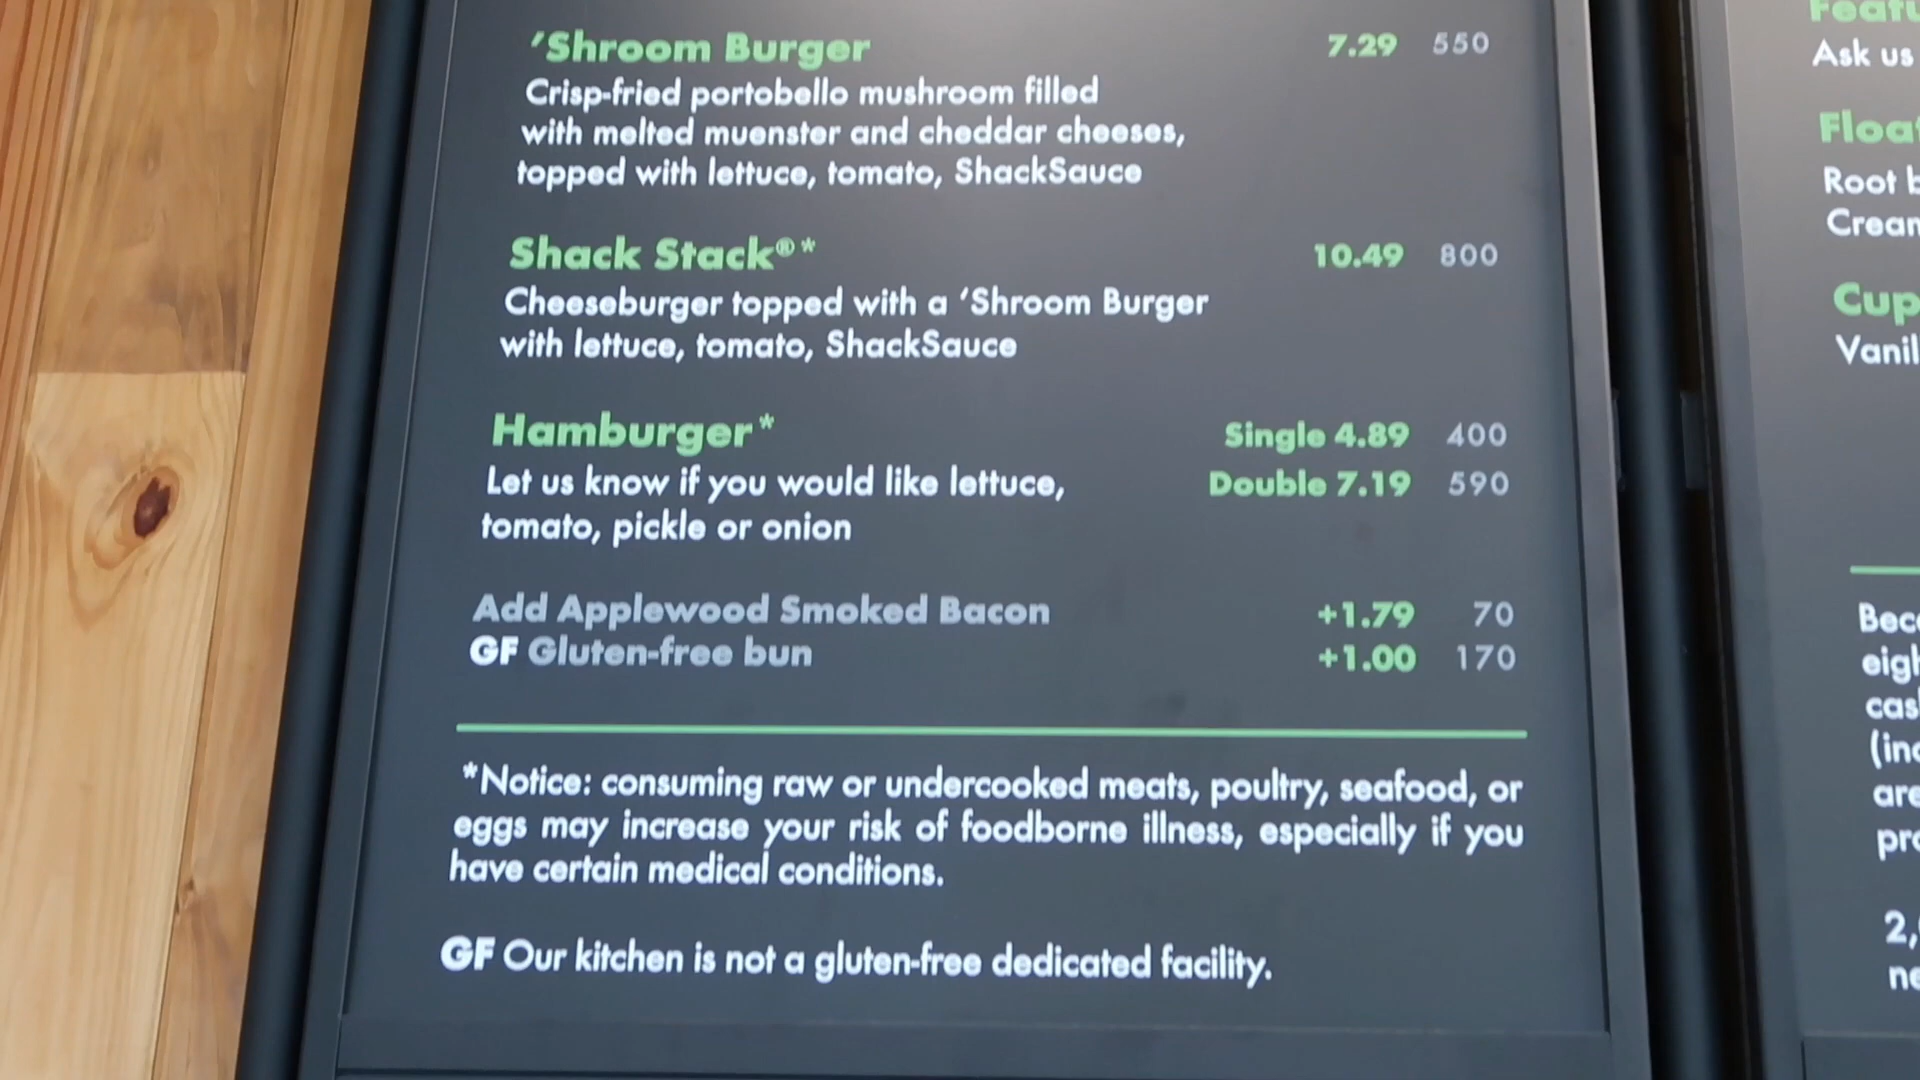 'Shroom Burger 7.29 550
Crisp-fried portobello mushroom filled
with melted muenster and cheddar cheeses,
topped with lettuce, tomato, ShackSauce
Shack Stack®* 10.49 800
Cheeseburger topped with a 'Shroom Burger
with lettuce, tomato, ShackSauce
Hamburger* Single 4.89 400
Double 7.19 590
Let us know if you would like lettuce,
tomato, pickle or onion
Add Applewood Smoked Bacon +1.79 70
GF Gluten-free bun +1.00 170
*Notice: consuming raw or undercooked meats, poultry, seafood, or
eggs may increase your risk of foodborne illness, especially if you
have certain medical conditions.
GF Our kitchen is not a gluten-free dedicated facility.
Ask us
Root
Cup